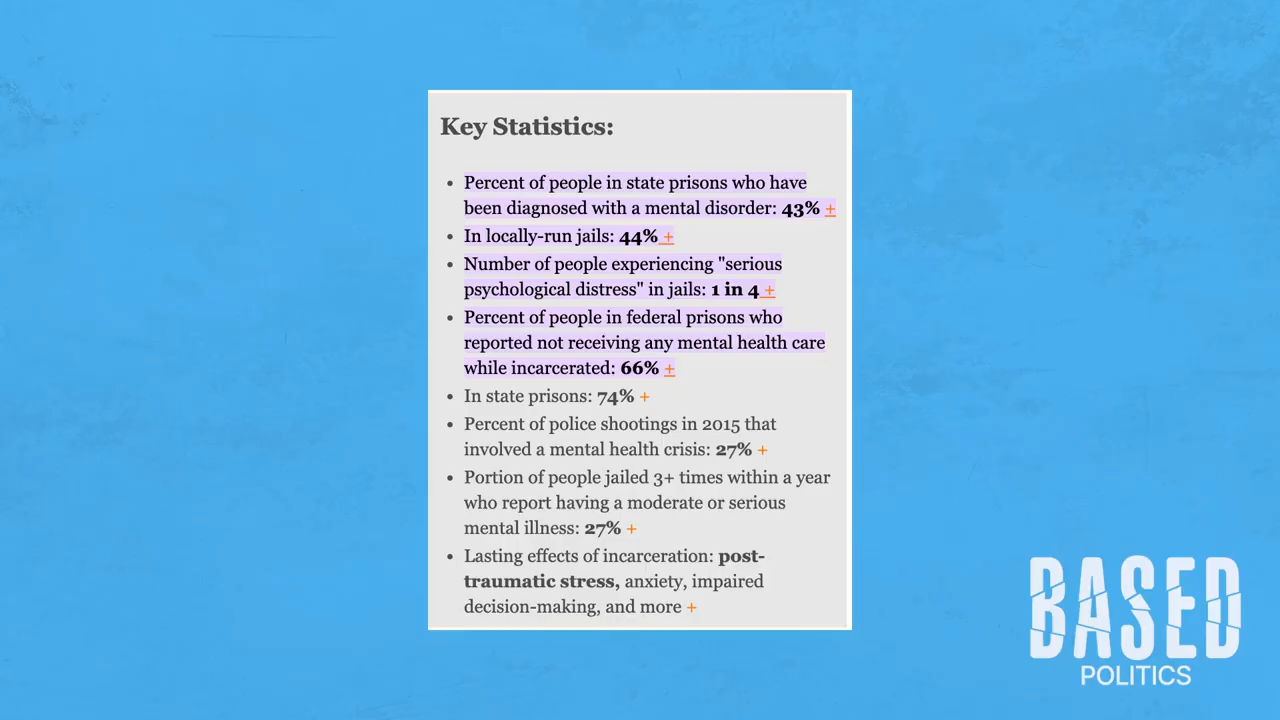 Key Statistics:
• Percent of people in state prisons who have
been diagnosed with a mental disorder: 43% +
• In locally-run jails: 44% +
• Number of people experiencing "serious
psychological distress" in jails: 1 in 4 +
• Percent of people in federal prisons who
reported not receiving any mental health care
while incarcerated: 66% +
• In state prisons: 74% +
• Percent of police shootings in 2015 that
involved a mental health crisis: 27% +
• Portion of people jailed 3+ times within a year
who report having a moderate or serious
mental illness: 27% +
• Lasting effects of incarceration: post-
traumatic stress, anxiety, impaired
decision-making, and more +
BASED
POLITICS